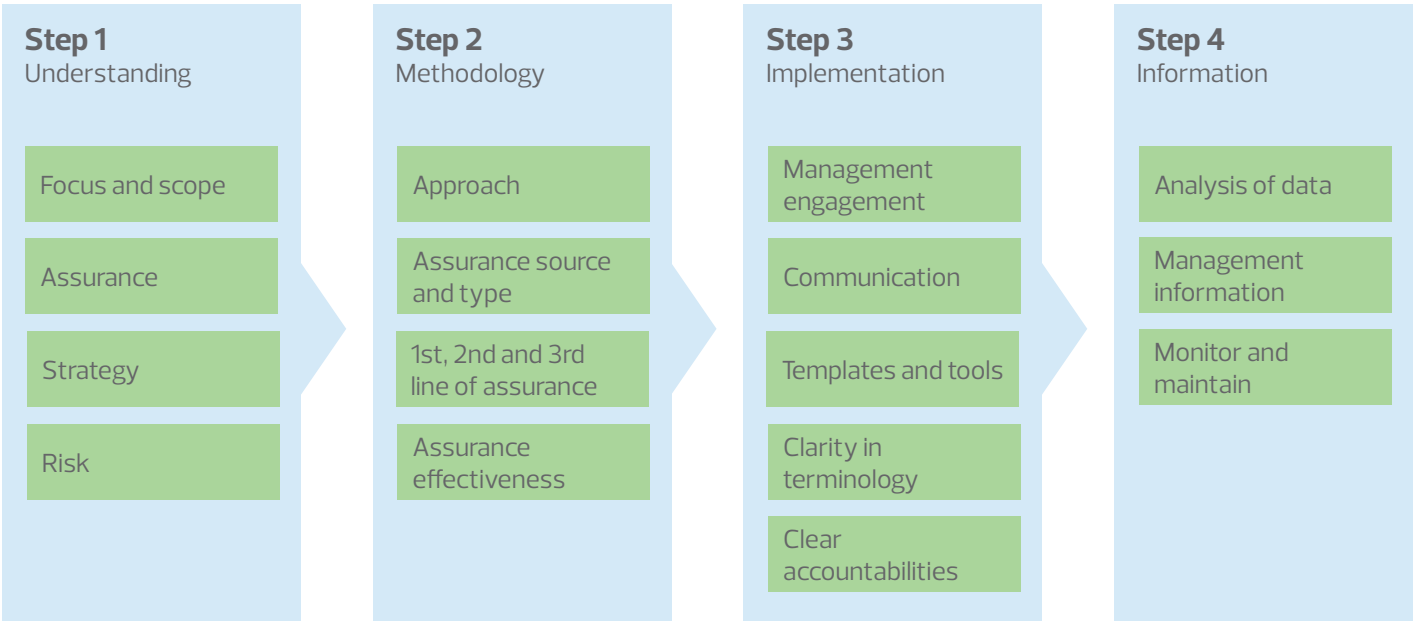 Step 1
Understanding
Focus and scope
Assurance
Strategy
Risk
Step 2
Methodology
Approach
Assurance source
and type
1st, 2nd and 3rd
line of assurance
Assurance
effectiveness
Step 3
Implementation
Management
engagement
Communication
Templates and tools
Clarity in
terminology
Clear
accountabilities
Step 4
Information
Analysis of data
Management
information
Monitor and
maintain